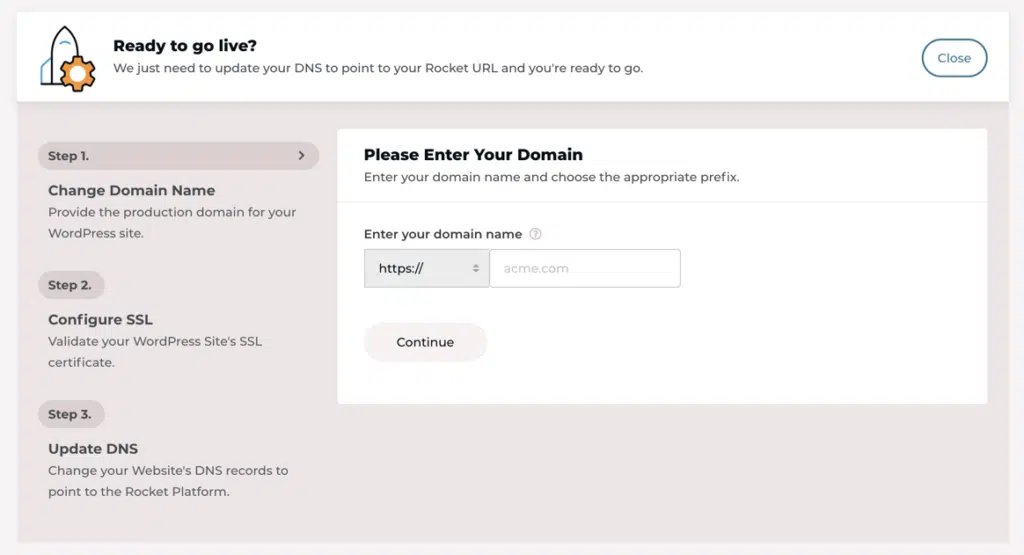 Ready to go live?
We just need to update your DNS to point to your Rocket URL and you're ready to go.
Close
Step 1.
Change Domain Name
Provide the production domain for your
WordPress site.
Step 2.
Configure SSL
Validate your WordPress Site's SSL
certificate.
Step 3.
Update DNS
Change your Website's DNS records to
point to the Rocket Platform.
Please Enter Your Domain
Enter your domain name and choose the appropriate prefix.
Enter your domain name ?
https:// acme.com
Continue